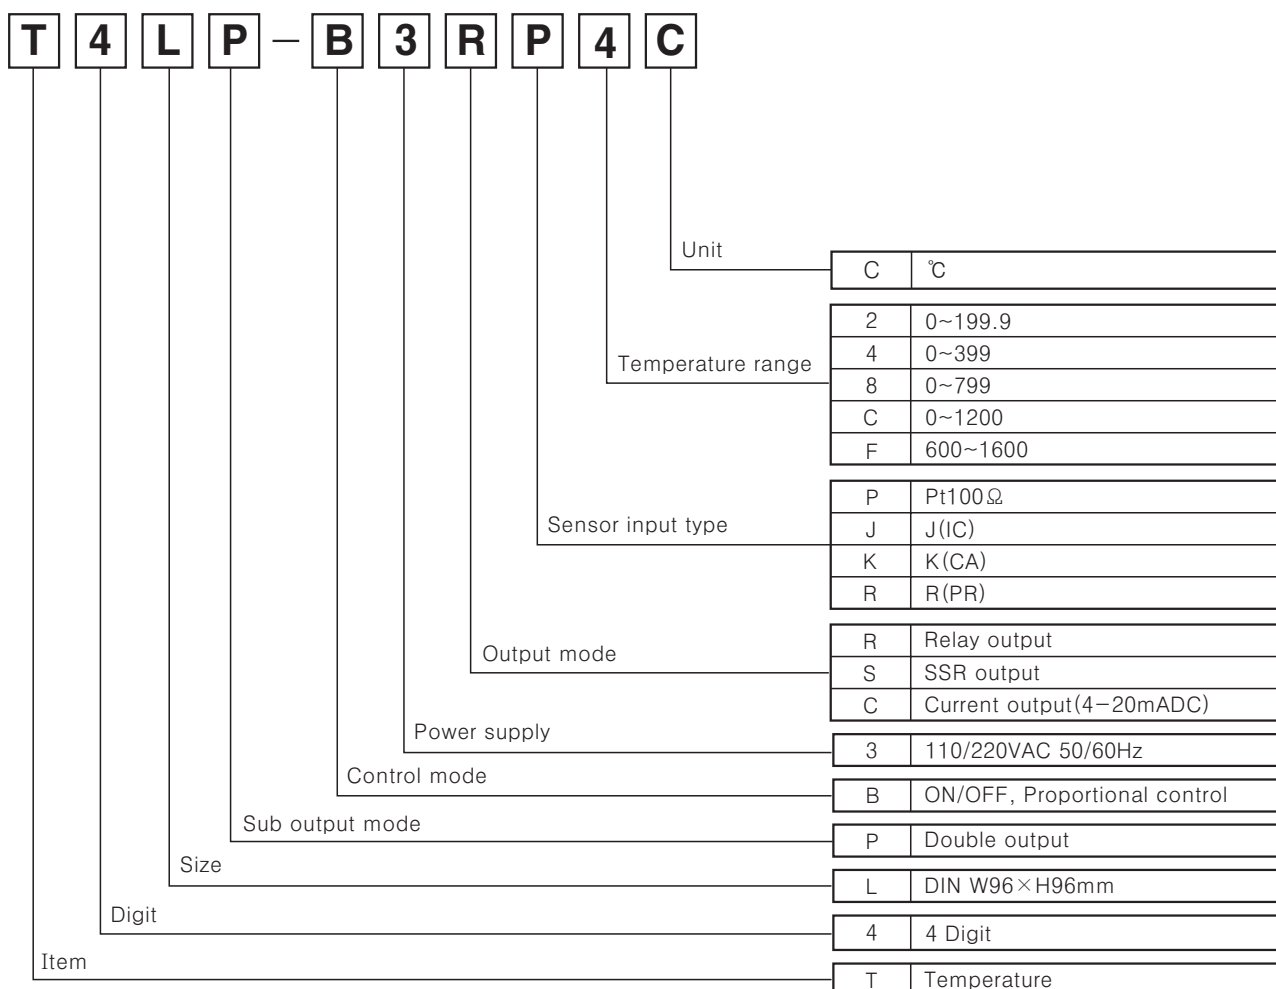 T 4 L P － B 3 R P 4 C
Unit
C ℃
Temperature range
2 0~199.9
4 0~399
8 0~799
C 0~1200
F 600~1600
Sensor input type
P Pt100Ω
J J(IC)
K K(CA)
R R(PR)
Output mode
R Relay output
S SSR output
C Current output(4－20mADC)
Power supply
3 110/220VAC 50/60Hz
Control mode
B ON/OFF, Proportional control
Sub output mode
P Double output
Size
L DIN W96×H96mm
Digit
4 4 Digit
Item
T Temperature